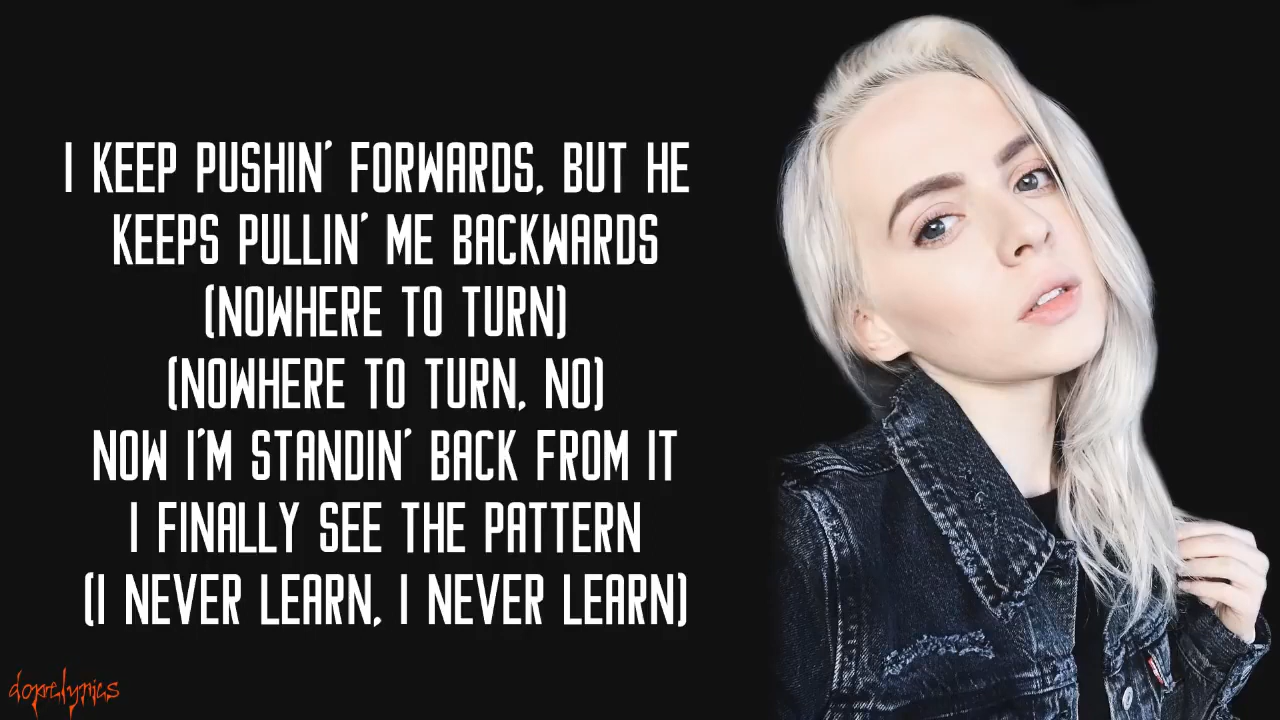 I KEEP PUSHIN' FORWARDS, BUT HE
KEEPS PULLIN' ME BACKWARDS
(NOWHERE TO TURN)
(NOWHERE TO TURN, NO)
NOW I'M STANDIN' BACK FROM IT
I FINALLY SEE THE PATTERN
(I NEVER LEARN, I NEVER LEARN)
dopelyrics